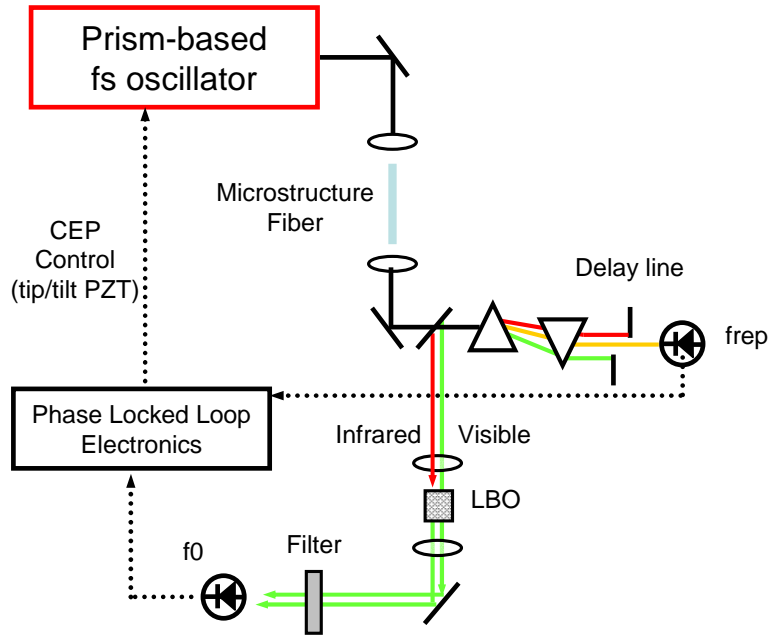 Prism-based
fs oscillator
Microstructure
Fiber
CEP
Control
(tip/tilt PZT)
Delay line
frep
Phase Locked Loop
Electronics
Infrared
Visible
LBO
Filter
f0